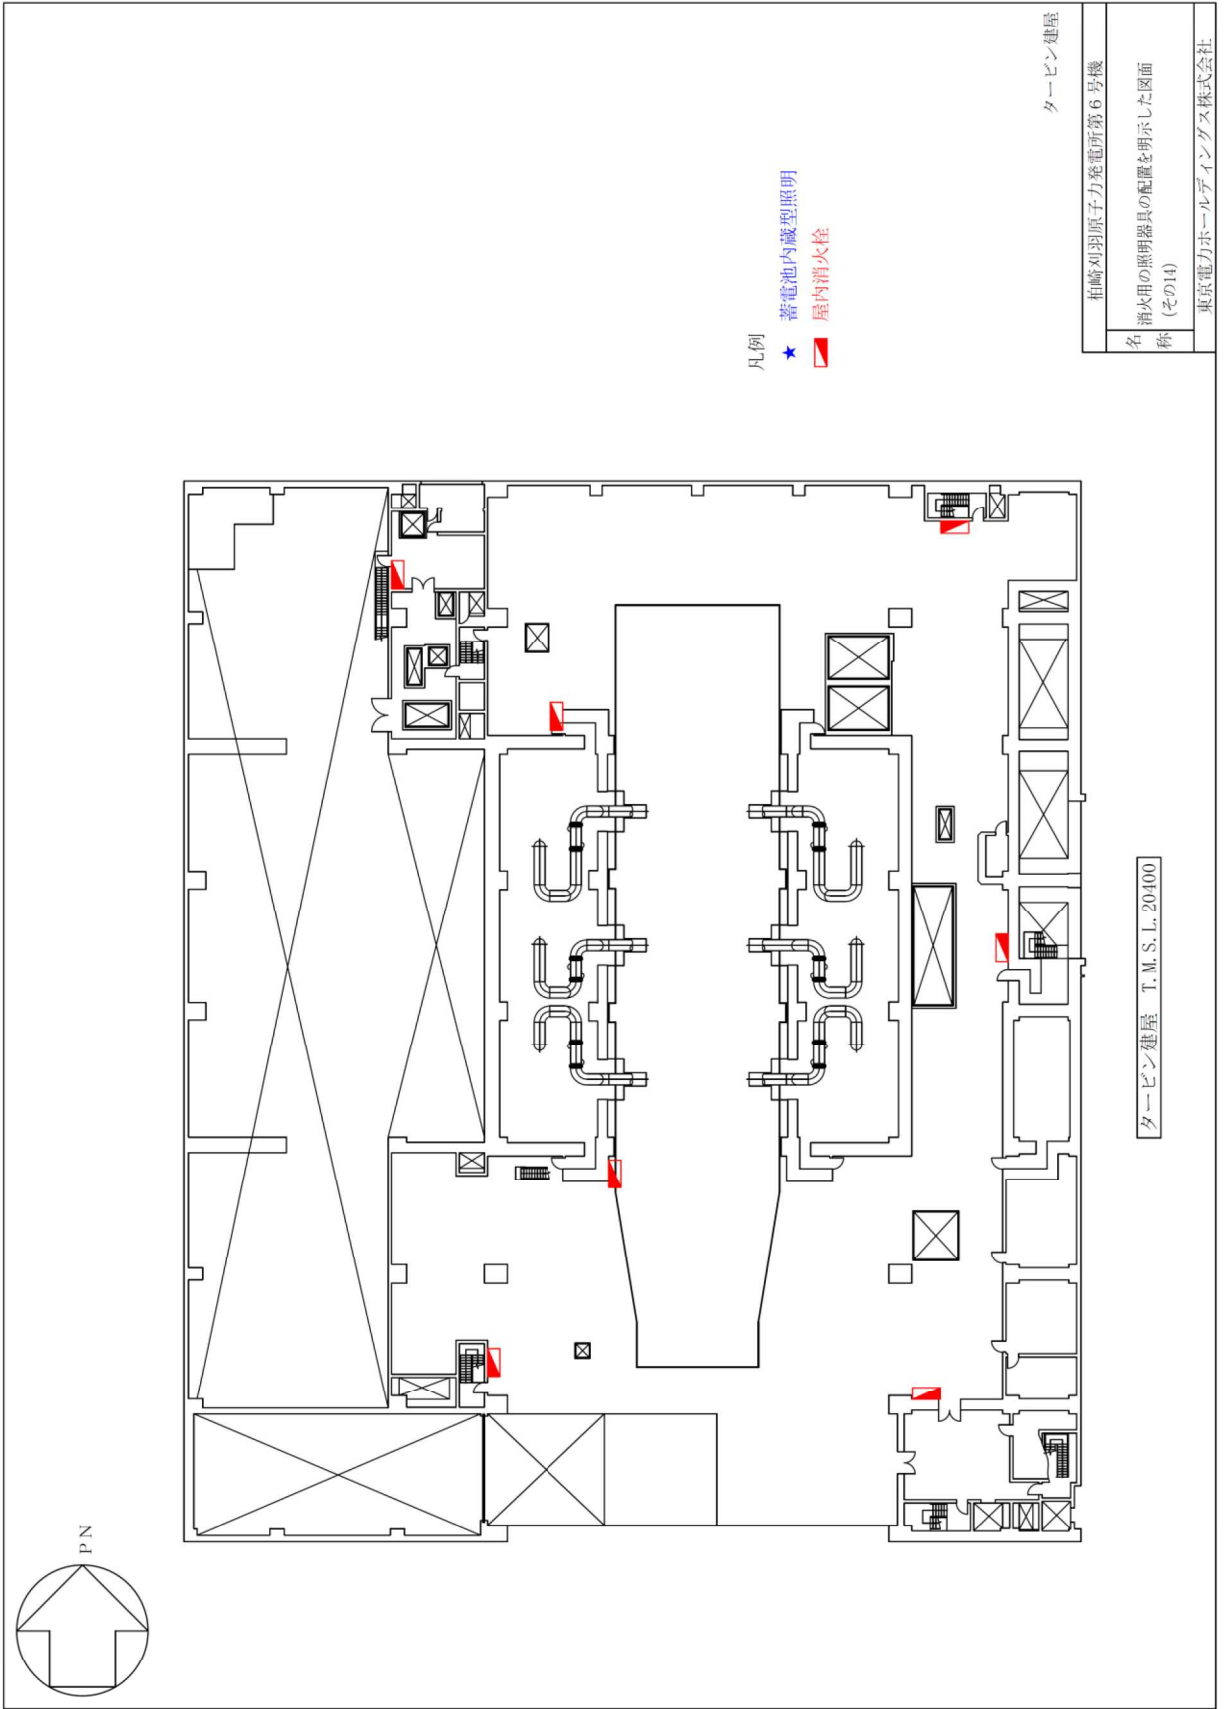 PN
凡例
★ 蓄電池内蔵型照明
屋内消火栓
タービン建屋 T.M.S.L.20400
タービン建屋
柏崎刈羽原子力発電所第6号機
名称
消火用の照明器具の配置を明示した図面
(その14)
東京電力ホールディングス株式会社